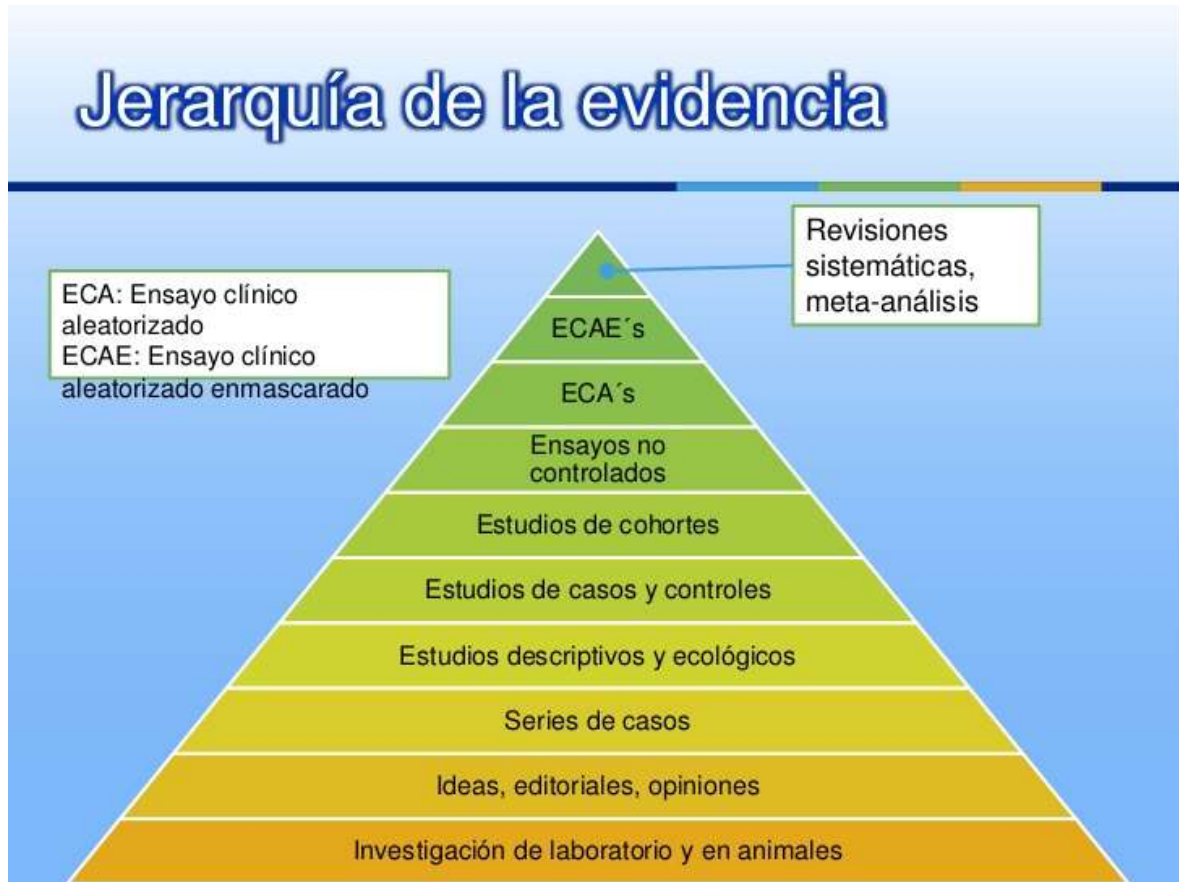 Jerarquía de la evidencia
Revisiones
sistemáticas,
meta-análisis
ECA: Ensayo clínico
aleatorizado
ECAE: Ensayo clínico
aleatorizado enmascarado
ECAE´s
ECA´s
Ensayos no
controlados
Estudios de cohortes
Estudios de casos y controles
Estudios descriptivos y ecológicos
Series de casos
Ideas, editoriales, opiniones
Investigación de laboratorio y en animales